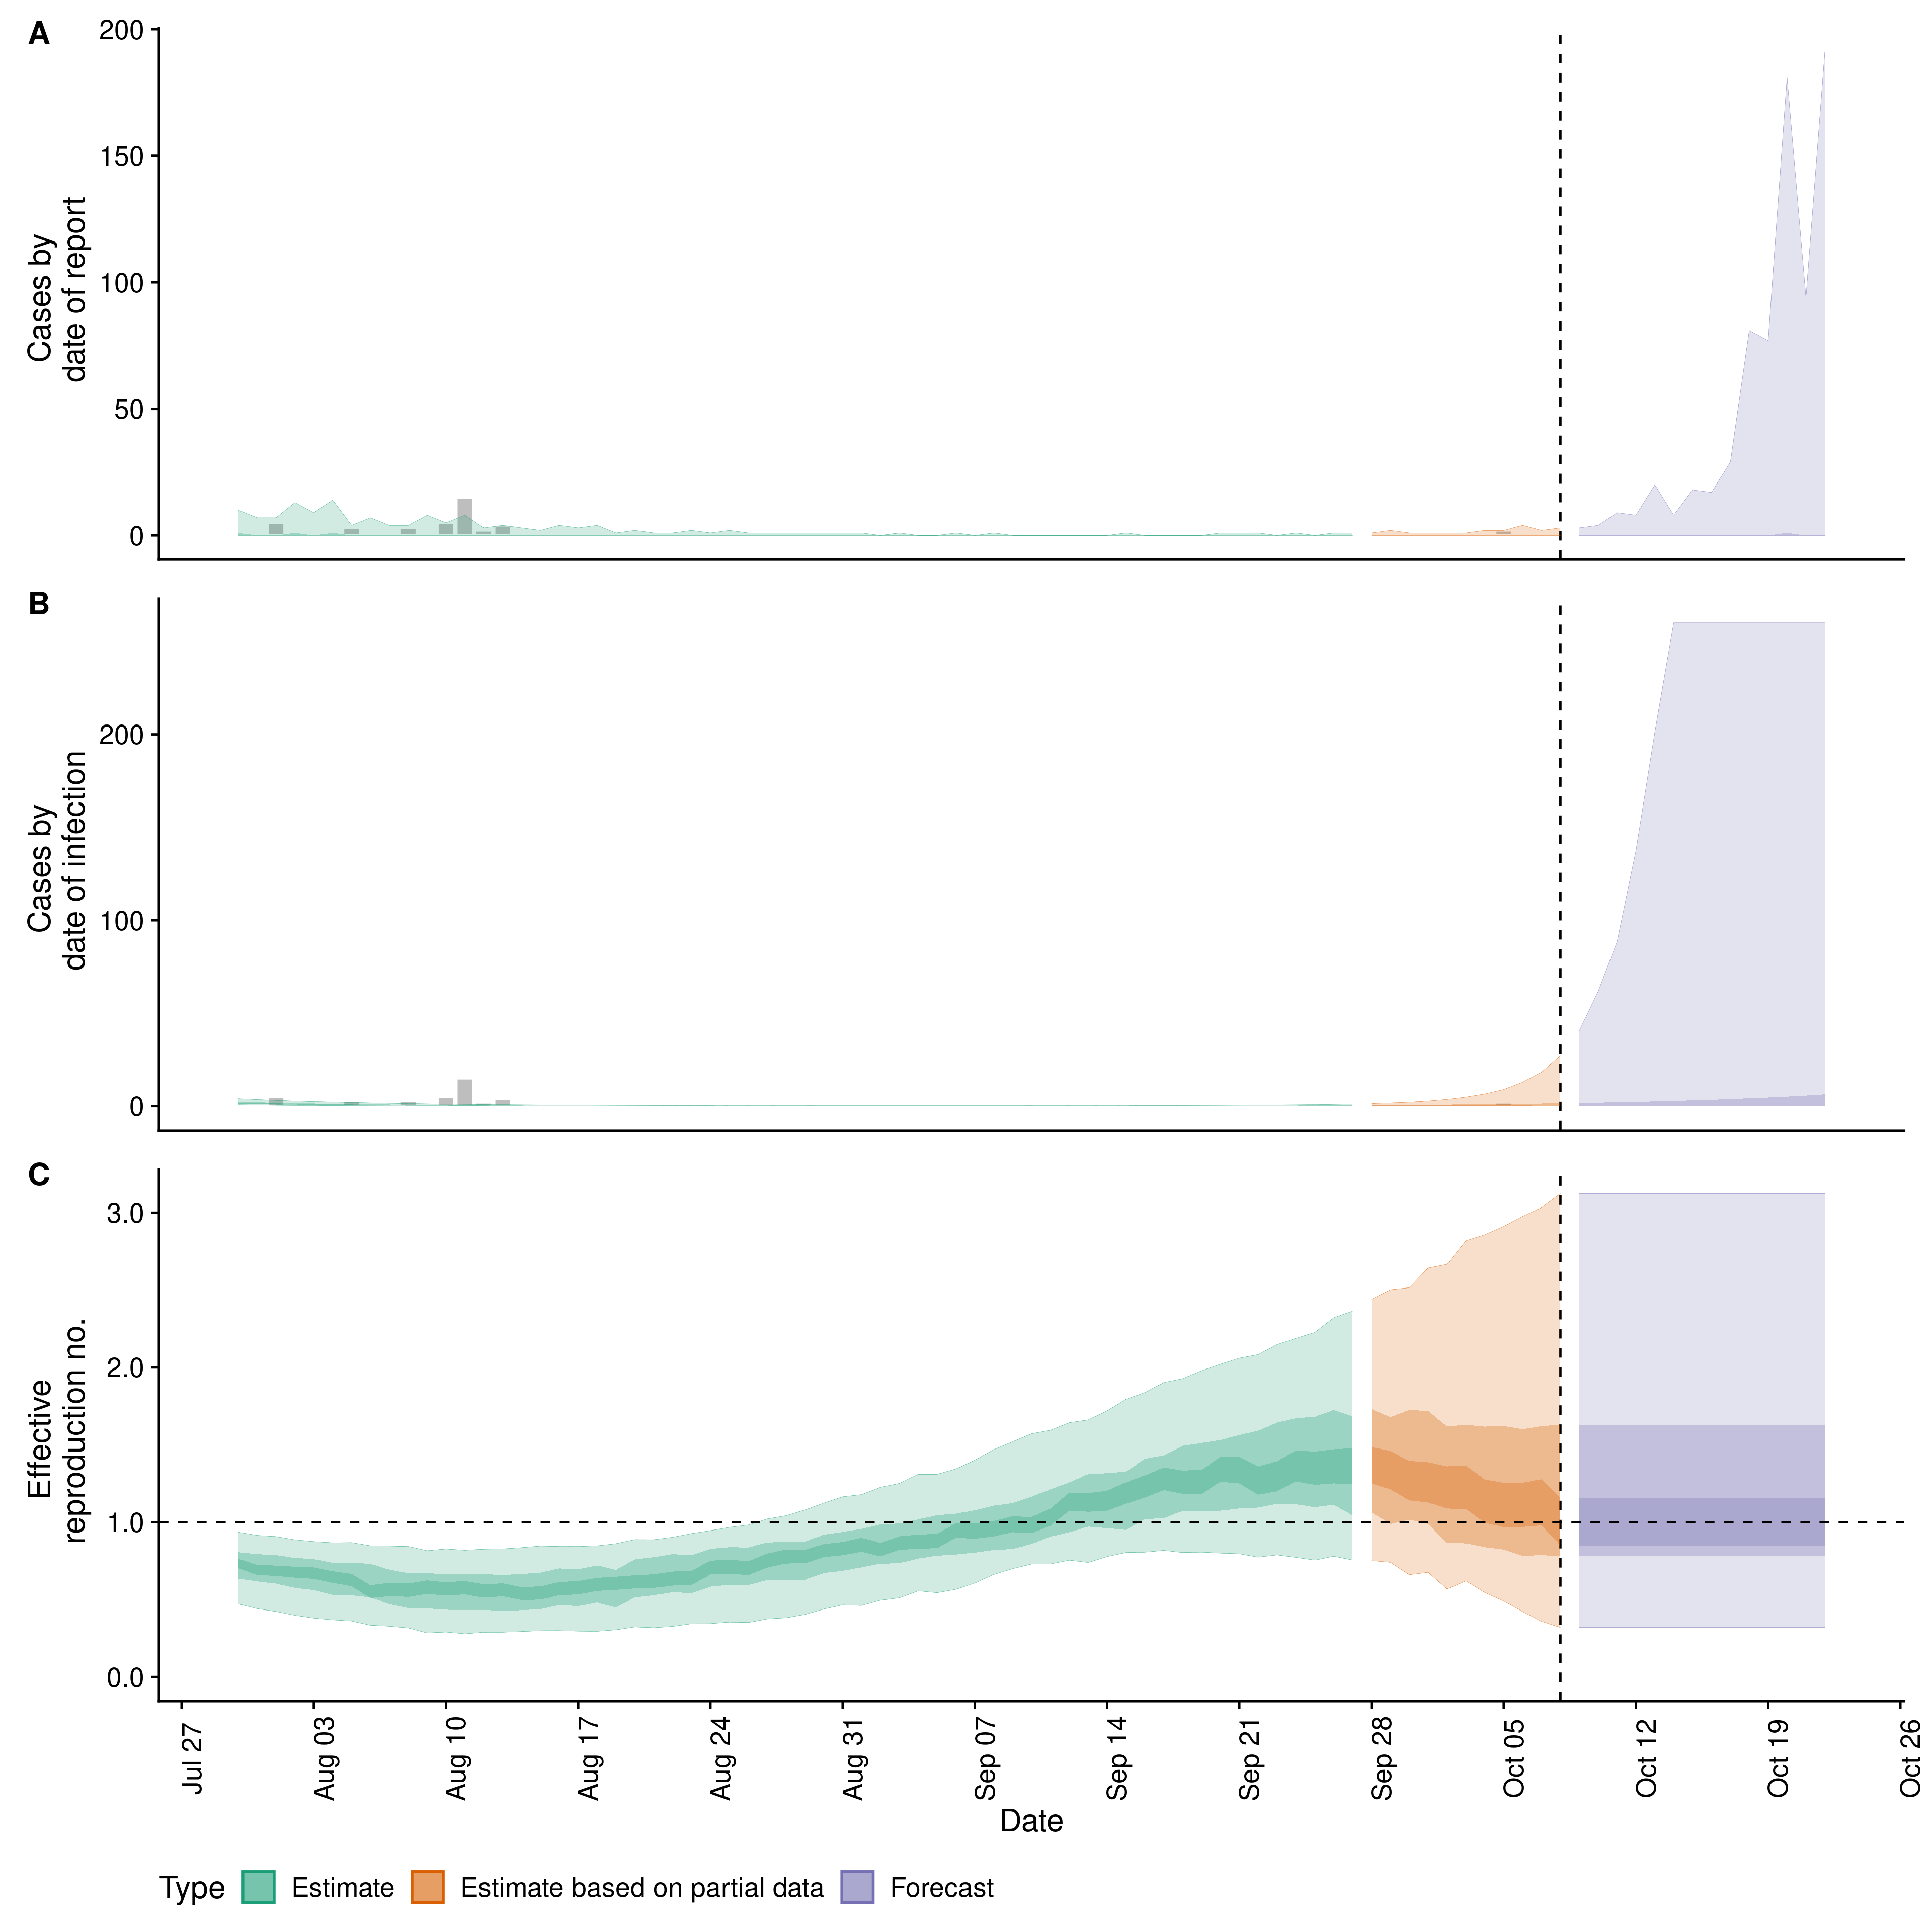 A
Cases by
date of report
200
150
100
50
0
B
Cases by
date of infection
200
100
0
C
Effective
reproduction no.
3.0
2.0
1.0
0.0
Jul 27
Aug 03
Aug 10
Aug 17
Aug 24
Aug 31
Sep 07
Sep 14
Sep 21
Sep 28
Oct 05
Oct 12
Oct 19
Oct 26
Date
Type Estimate Estimate based on partial data Forecast